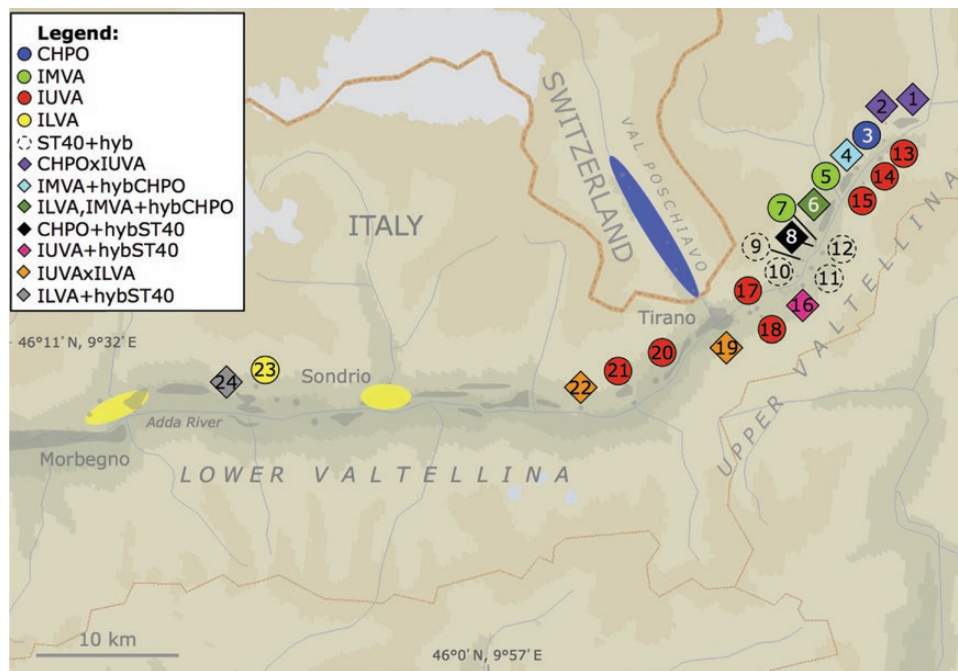 Legend:
CHPO
IMVA
IUVA
ILVA
ST40+hyb
CHPOxIUVA
IMVA+hybCHPO
ILVA,IMVA+hybCHPO
CHPO+hybST40
IUVA+hybST40
IUVAxILVA
ILVA+hybST40
SWITZERLAND
VAL POSCHIAVO
ITALY
1
2
3
4
13
5
14
6
15
7
8
9
12
10
11
17
16
Tirano
18
UPPER VALTELLINA
46°11' N, 9°32' E
19
20
21
22
23
24
Sondrio
Adda River
Morbegno
LOWER VALTELLINA
10 km
46°0' N, 9°57' E